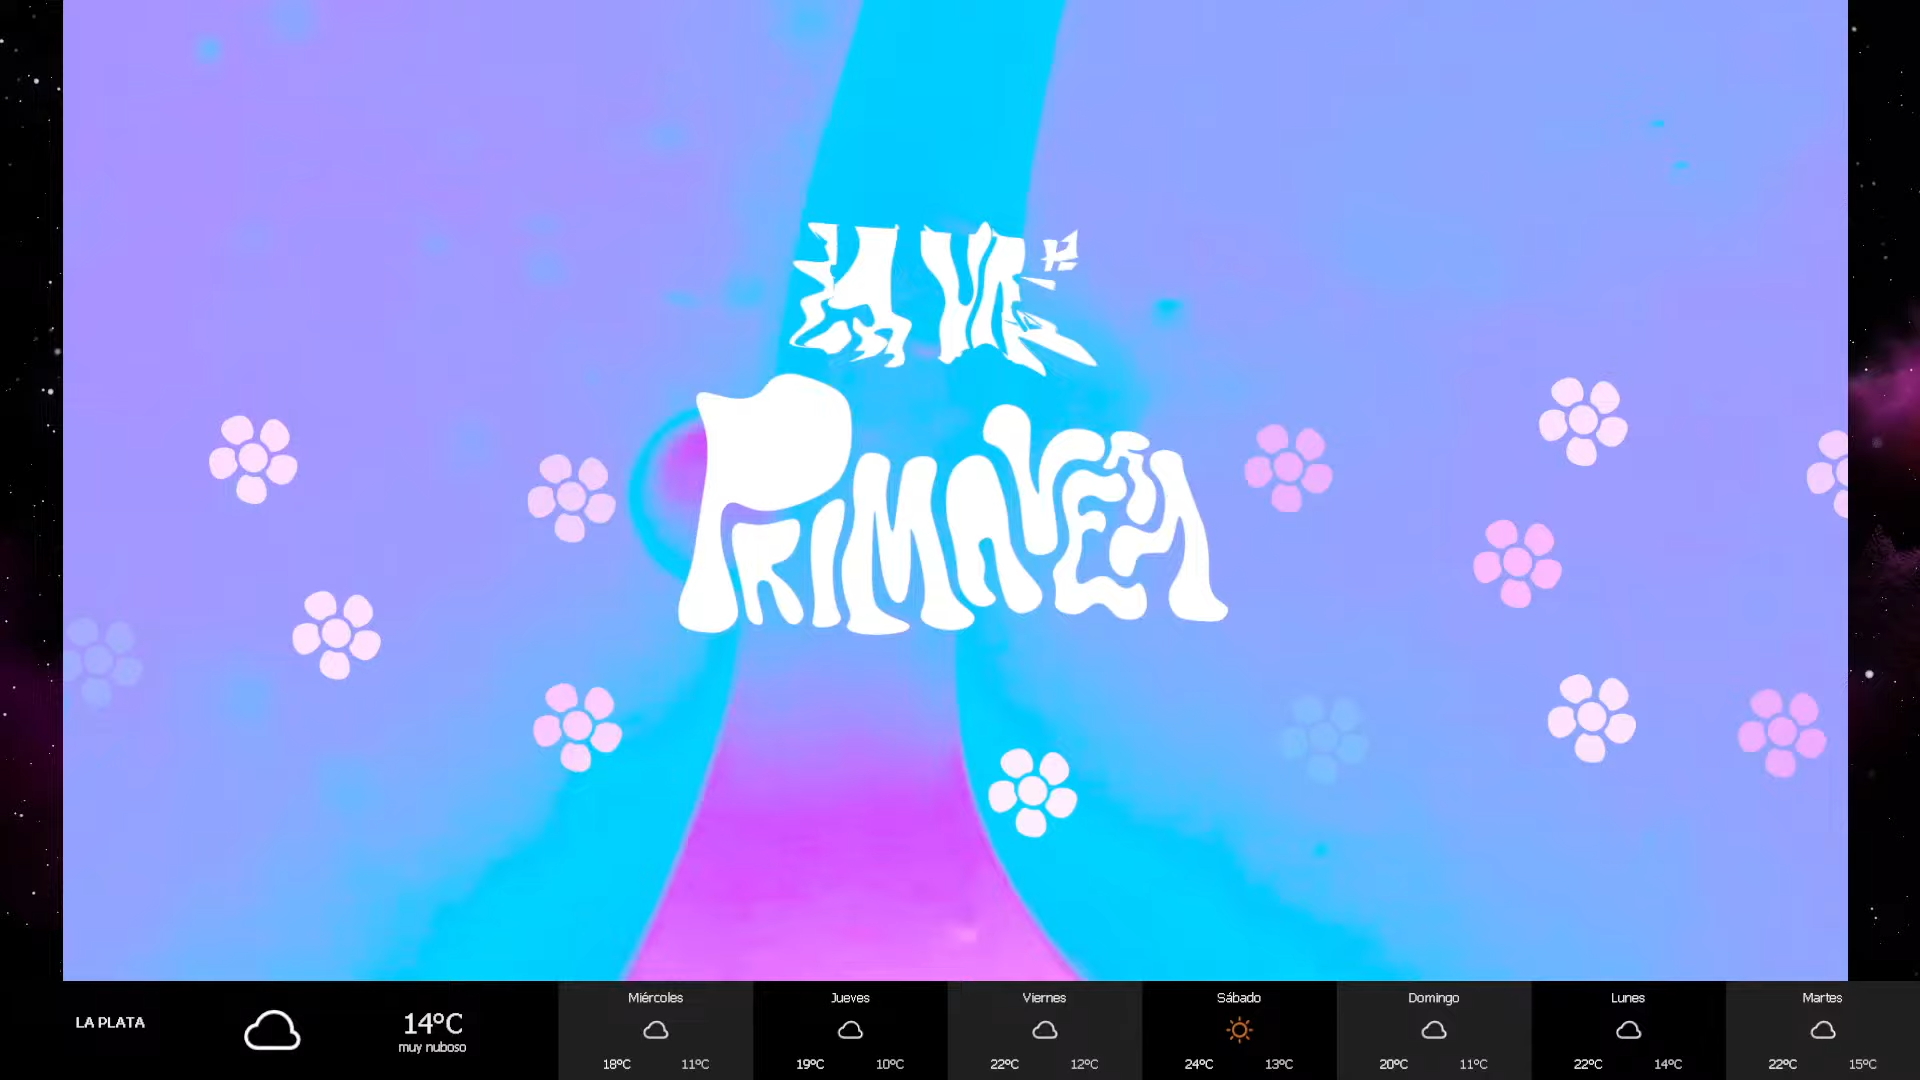 PRIMAVERA
LA PLATA
14ºC
muy nuboso
Miércoles
18ºC 11ºC
Jueves
19ºC 10ºC
Viernes
22ºC 12ºC
Sábado
24ºC 13ºC
Domingo
20ºC 11ºC
Lunes
22ºC 14ºC
Martes
22ºC 15ºC